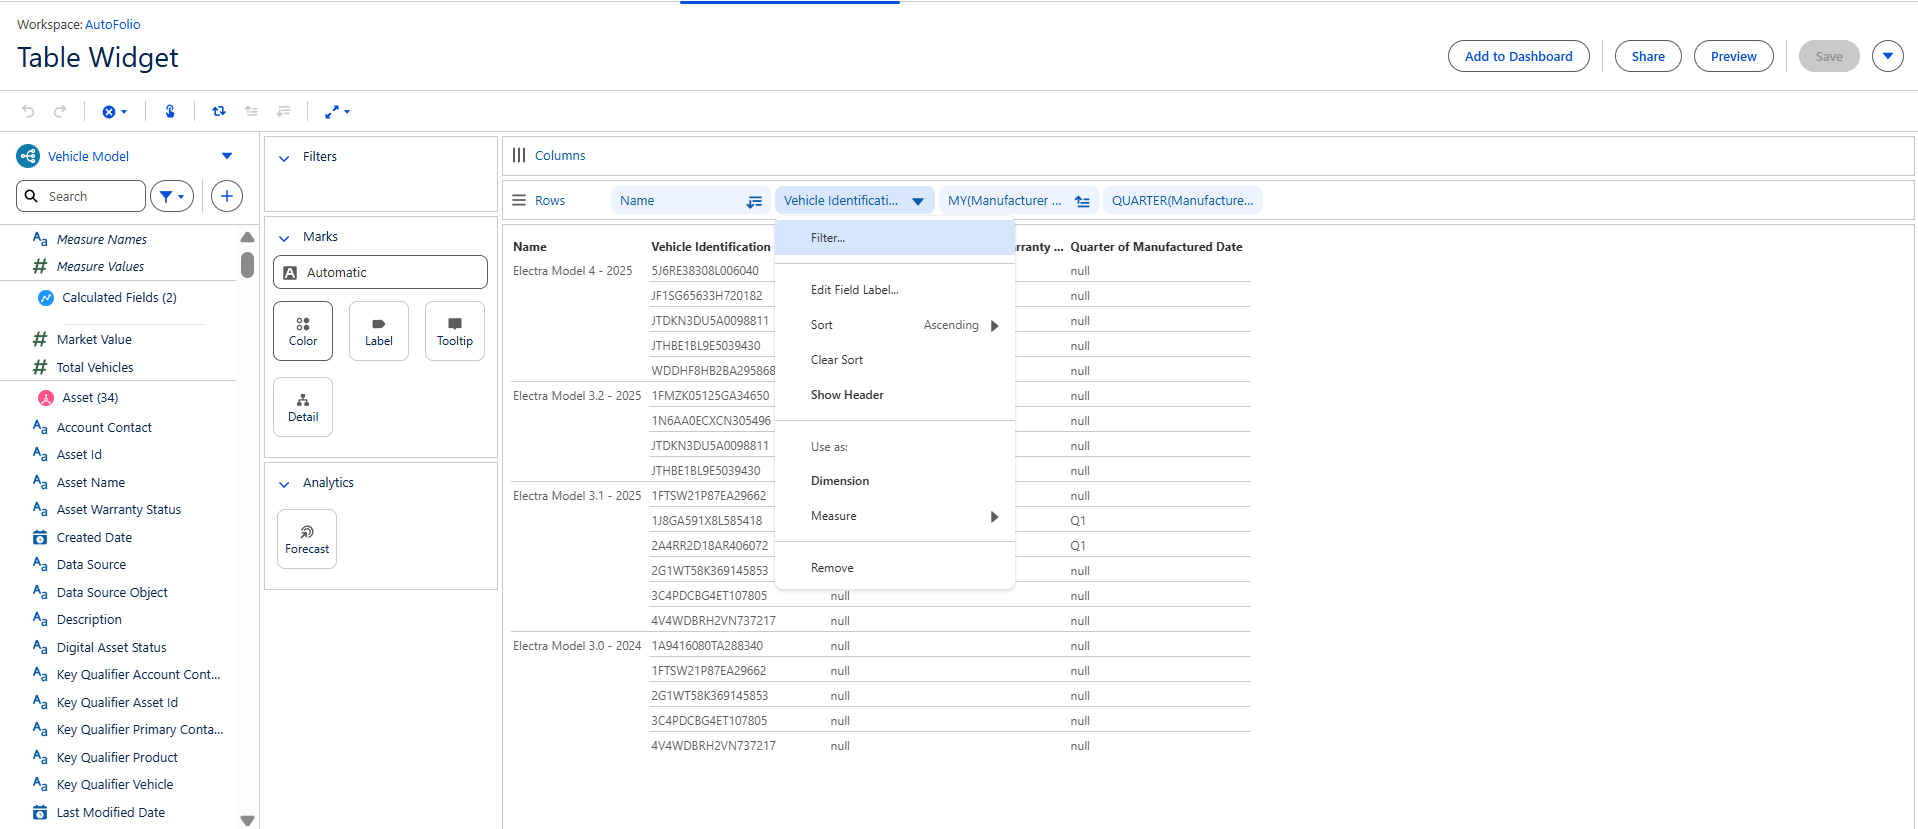 Workspace: AutoFolio
Table Widget
Add to Dashboard
Share
Preview
Save
Vehicle Model
Search
Measure Names
Measure Values
Calculated Fields (2)
Market Value
Total Vehicles
Asset (34)
Account Contact
Asset Id
Asset Name
Asset Warranty Status
Created Date
Data Source
Data Source Object
Description
Digital Asset Status
Key Qualifier Account Cont...
Key Qualifier Asset Id
Key Qualifier Primary Conta...
Key Qualifier Product
Key Qualifier Vehicle
Last Modified Date
Filters
Marks
Automatic
Color
Label
Tooltip
Detail
Analytics
Forecast
Columns
Rows
Name
Vehicle Identificati...
MY(Manufacturer ...
QUARTER(Manufacture...
Name Vehicle Identification rranty ... Quarter of Manufactured Date
Electra Model 4 - 2025 5J6RE38308L006040 null
JF1SG65633H720182 null
JTDKN3DU5A0098811 null
JTHBE1BL9E5039430 null
WDDHF8HB2BA295868 null
Electra Model 3.2 - 2025 1FMZK05125GA34650 null
1N6AA0ECXCN305496 null
JTDKN3DU5A0098811 null
JTHBE1BL9E5039430 null
Electra Model 3.1 - 2025 1FTSW21P87EA29662 null
1J8GA591X8L585418 Q1
2A4RR2D18AR406072 Q1
2G1WT58K369145853 null
3C4PDCBG4ET107805 null null
4V4WDBRH2VN737217 null null
Electra Model 3.0 - 2024 1A9416080TA288340 null null
1FTSW21P87EA29662 null null
2G1WT58K369145853 null null
3C4PDCBG4ET107805 null null
4V4WDBRH2VN737217 null null
Filter...
Edit Field Label...
Sort Ascending
Clear Sort
Show Header
Use as:
Dimension
Measure
Remove